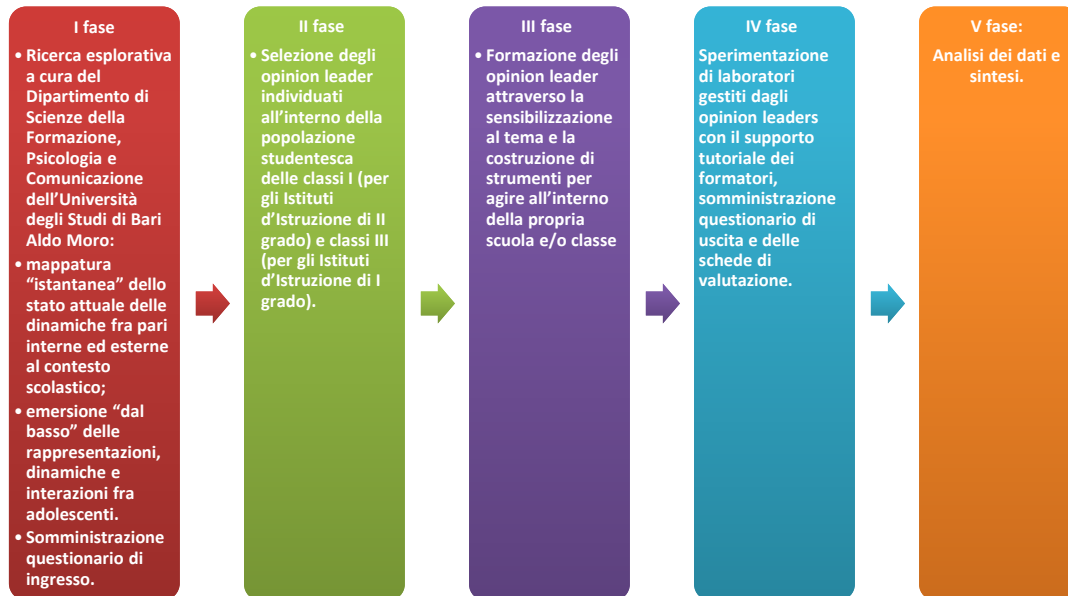 I fase
• Ricerca esplorativa
a cura del
Dipartimento di
Scienze della
Formazione,
Psicologia e
Comunicazione
dell’Università
degli Studi di Bari
Aldo Moro:
• mappatura
“istantanea” dello
stato attuale delle
dinamiche fra pari
interne ed esterne
al contesto
scolastico;
• emersione “dal
basso” delle
rappresentazioni,
dinamiche e
interazioni fra
adolescenti.
• Somministrazione
questionario di
ingresso.
II fase
• Selezione degli
opinion leader
individuati
all’interno della
popolazione
studentesca
delle classi I (per
gli Istituti
d’Istruzione di II
grado) e classi III
(per gli Istituti
d’Istruzione di I
grado).
III fase
• Formazione degli
opinion leader
attraverso la
sensibilizzazione
al tema e la
costruzione di
strumenti per
agire all’interno
della propria
scuola e/o classe
IV fase
Sperimentazione
di laboratori
gestiti dagli
opinion leaders
con il supporto
tutoriale dei
formatori,
somministrazione
questionario di
uscita e delle
schede di
valutazione.
V fase:
Analisi dei dati e
sintesi.